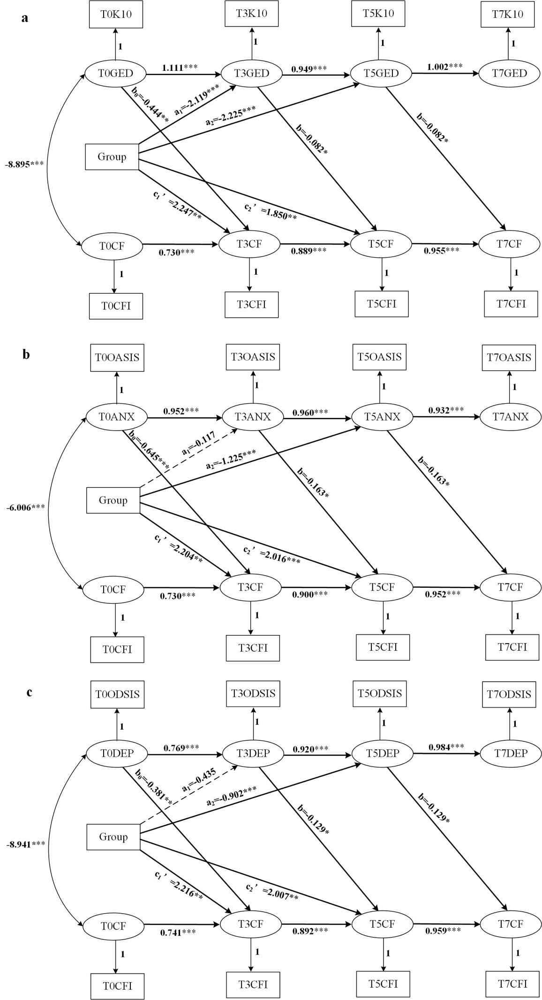 a
T0K10 T3K10 T5K10 T7K10
1 1 1 1
T0GED 1.111*** T3GED 0.949*** T5GED 1.002*** T7GED
b₀=-0.444**
a₁=-2.119***
a₂=-2.225***
b=-0.082*
b=-0.082*
Group
-8.895***
c₁’ =2.247**
c₂’ =1.850**
T0CF 0.730*** T3CF 0.889*** T5CF 0.955*** T7CF
1 1 1 1
T0CFI T3CFI T5CFI T7CFI
b
T0OASIS T3OASIS T5OASIS T7OASIS
1 1 1 1
T0ANX 0.952*** T3ANX 0.960*** T5ANX 0.932*** T7ANX
b₀=-0.645***
a₁=-0.117
a₂=-1.225***
b=-0.163*
b=-0.163*
Group
-6.006***
c₁’ =2.204**
c₂’ =2.016***
T0CF 0.730*** T3CF 0.900*** T5CF 0.952*** T7CF
1 1 1 1
T0CFI T3CFI T5CFI T7CFI
c
T0ODSIS T3ODSIS T5ODSIS T7ODSIS
1 1 1 1
T0DEP 0.769*** T3DEP 0.920*** T5DEP 0.984*** T7DEP
b₀=-0.381**
a₁=-0.435
a₂=-0.902***
b=-0.129*
b=-0.129*
Group
-8.941***
c₁’ =2.216**
c₂’ =2.007**
T0CF 0.741*** T3CF 0.892*** T5CF 0.959*** T7CF
1 1 1 1
T0CFI T3CFI T5CFI T7CFI